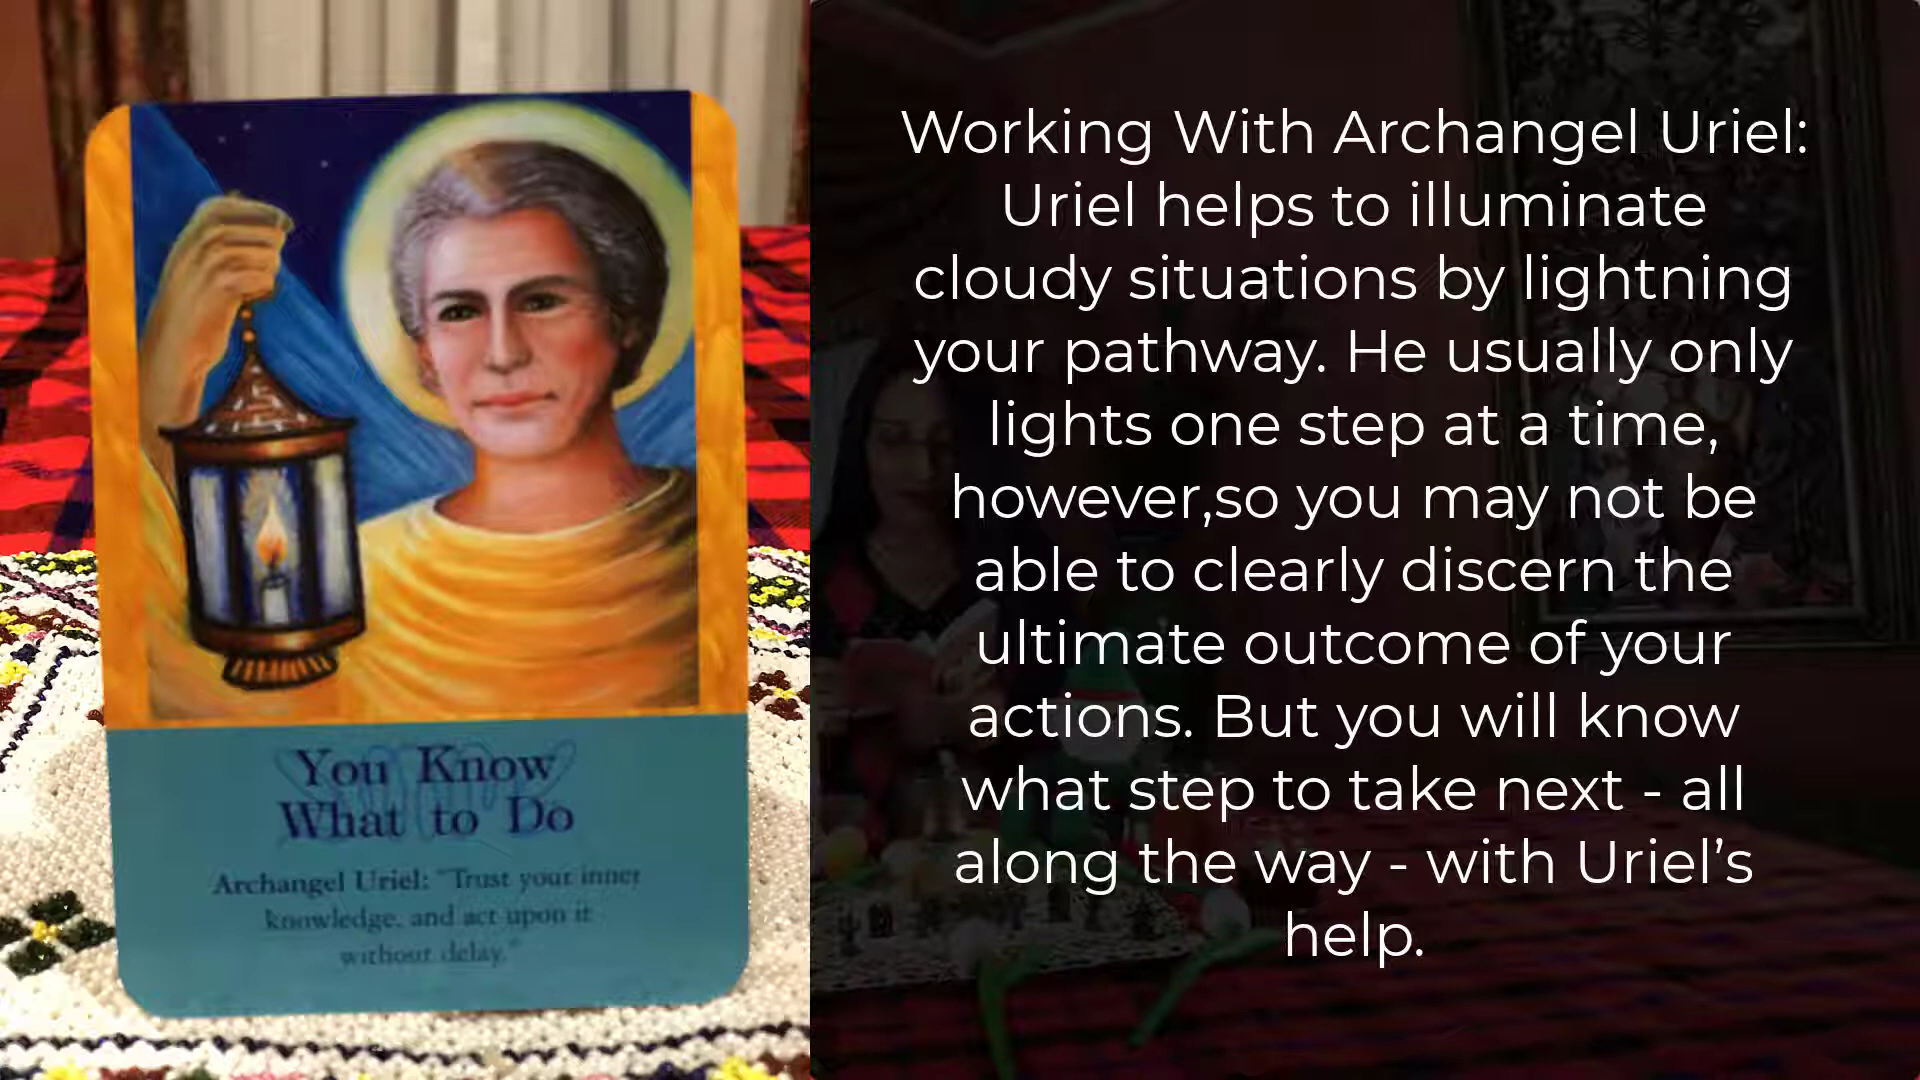 You Know
What to Do
Archangel Uriel: "Trust your inner
knowledge, and act upon it
without delay."
Working With Archangel Uriel:
Uriel helps to illuminate
cloudy situations by lightning
your pathway. He usually only
lights one step at a time,
however,so you may not be
able to clearly discern the
ultimate outcome of your
actions. But you will know
what step to take next - all
along the way - with Uriel’s
help.